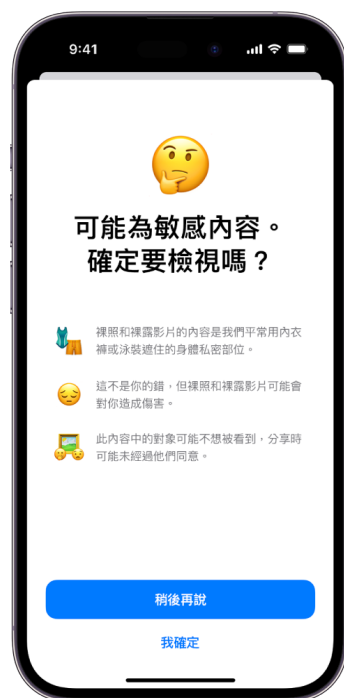 9:41
可能為敏感內容。
確定要檢視嗎？
裸照和裸露影片的內容是我們平常用內衣
褲或泳裝遮住的身體私密部位。
這不是你的錯，但裸照和裸露影片可能會
對你造成傷害。
此內容中的對象可能不想被看到，分享時
可能未經過他們同意。
稍後再說
我確定